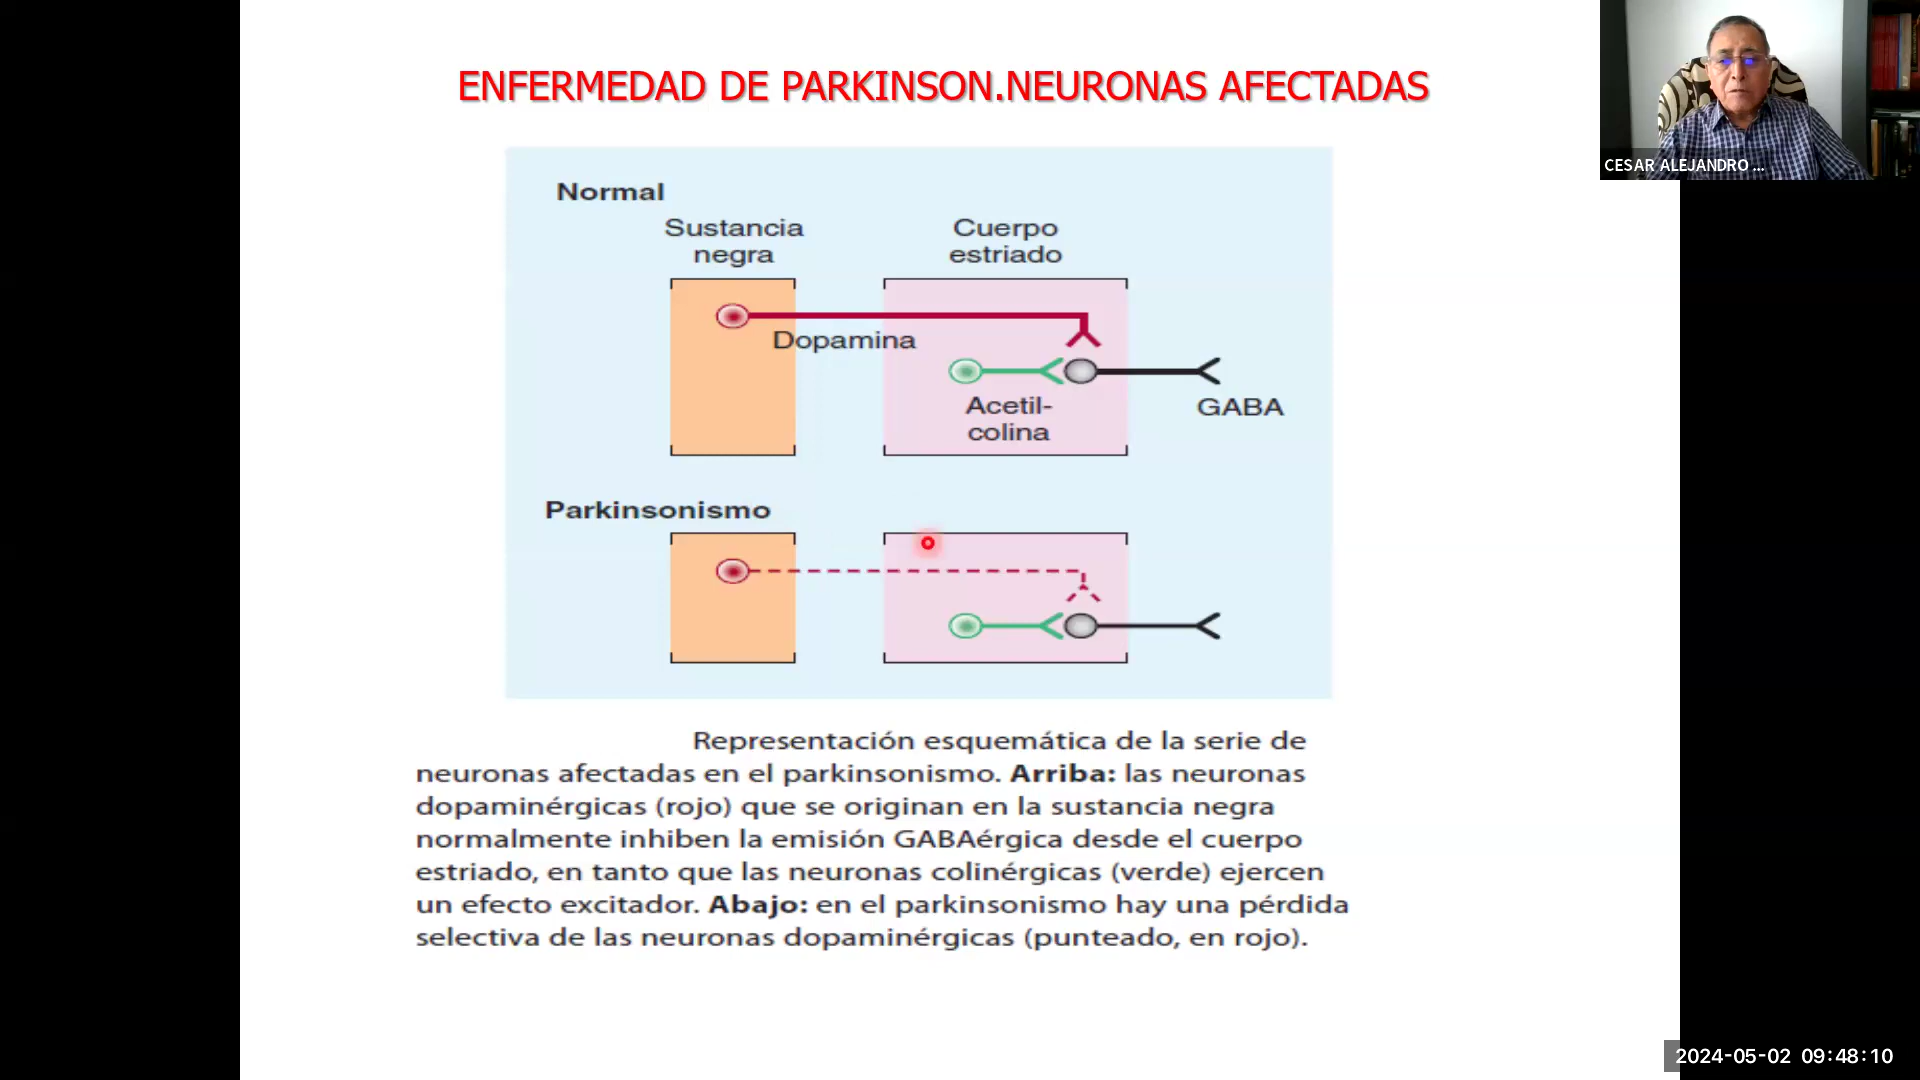 ENFERMEDAD DE PARKINSON.NEURONAS AFECTADAS
CESAR ALEJANDRO ...
Normal
Sustancia
negra
Cuerpo
estriado
Dopamina
Acetil-
colina
GABA
Parkinsonismo
Representación esquemática de la serie de
neuronas afectadas en el parkinsonismo. Arriba: las neuronas
dopaminérgicas (rojo) que se originan en la sustancia negra
normalmente inhiben la emisión GABAérgica desde el cuerpo
estriado, en tanto que las neuronas colinérgicas (verde) ejercen
un efecto excitador. Abajo: en el parkinsonismo hay una pérdida
selectiva de las neuronas dopaminérgicas (punteado, en rojo).
2024-05-02 09:48:10